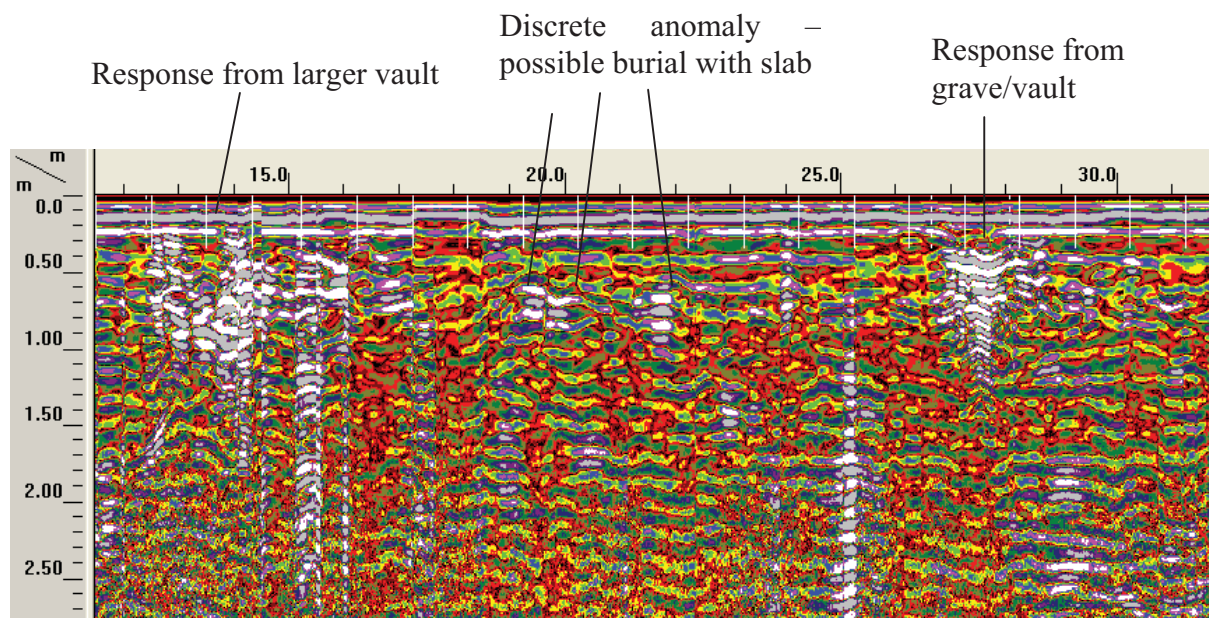 Discrete anomaly –
possible burial with slab
Response from
grave/vault
Response from larger vault
m
m
15.0 20.0 25.0 30.0
0.0
0.50
1.00
1.50
2.00
2.50